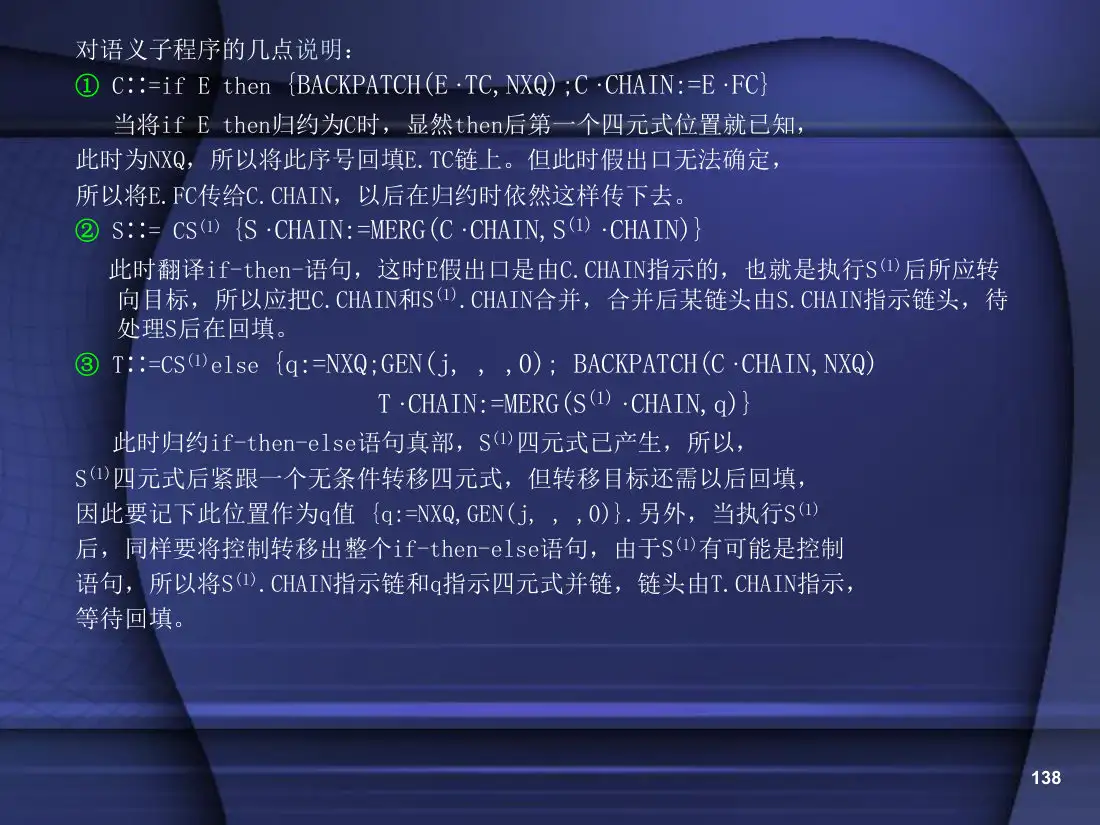 对语义子程序的几点说明：
① C∷=if E then {BACKPATCH(E·TC,NXQ);C·CHAIN:=E·FC}
当将if E then归约为C时，显然then后第一个四元式位置就已知，
此时为NXQ，所以将此序号回填E.TC链上。但此时假出口无法确定，
所以将E.FC传给C.CHAIN，以后在归约时依然这样传下去。
② S∷= CS⁽¹⁾ {S·CHAIN:=MERG(C·CHAIN,S⁽¹⁾·CHAIN)}
此时翻译if-then-语句，这时E假出口是由C.CHAIN指示的，也就是执行S⁽¹⁾后所应转
向目标，所以应把C.CHAIN和S⁽¹⁾.CHAIN合并，合并后某链头由S.CHAIN指示链头，待
处理S后在回填。
③ T∷=CS⁽¹⁾else {q:=NXQ;GEN(j, , ,0); BACKPATCH(C·CHAIN,NXQ)
T·CHAIN:=MERG(S⁽¹⁾·CHAIN,q)}
此时归约if-then-else语句真部，S⁽¹⁾四元式已产生，所以，
S⁽¹⁾四元式后紧跟一个无条件转移四元式，但转移目标还需以后回填，
因此要记下此位置作为q值 {q:=NXQ,GEN(j, , ,0)}.另外，当执行S⁽¹⁾
后，同样要将控制转移出整个if-then-else语句，由于S⁽¹⁾有可能是控制
语句，所以将S⁽¹⁾.CHAIN指示链和q指示四元式并链，链头由T.CHAIN指示，
等待回填。
138